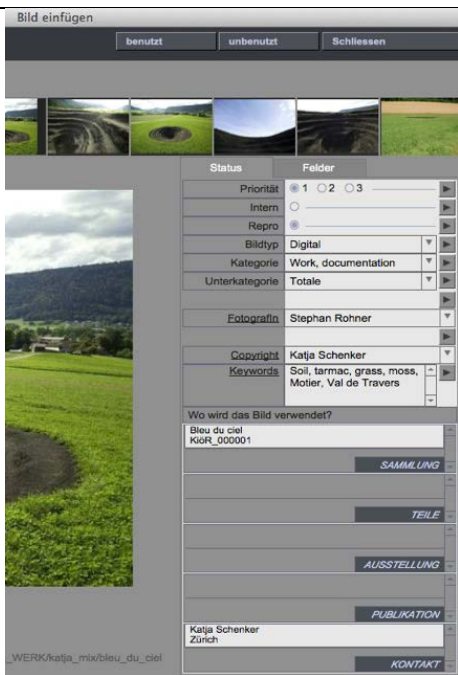 Bild einfügen
benutzt unbenutzt Schliessen
Status Felder
Priorität 1 2 3
Intern
Repro
Bildtyp Digital
Kategorie Work, documentation
Unterkategorie Totale
FotografIn Stephan Rohner
Copyright Katja Schenker
Keywords Soil, tarmac, grass, moss,
Motier, Val de Travers
Wo wird das Bild verwendet?
Bleu du ciel
KiöR_000001
SAMMLUNG
TEILE
AUSSTELLUNG
PUBLIKATION
Katja Schenker
Zürich
_WERK/katja_mix/bleu_du_ciel
KONTAKT